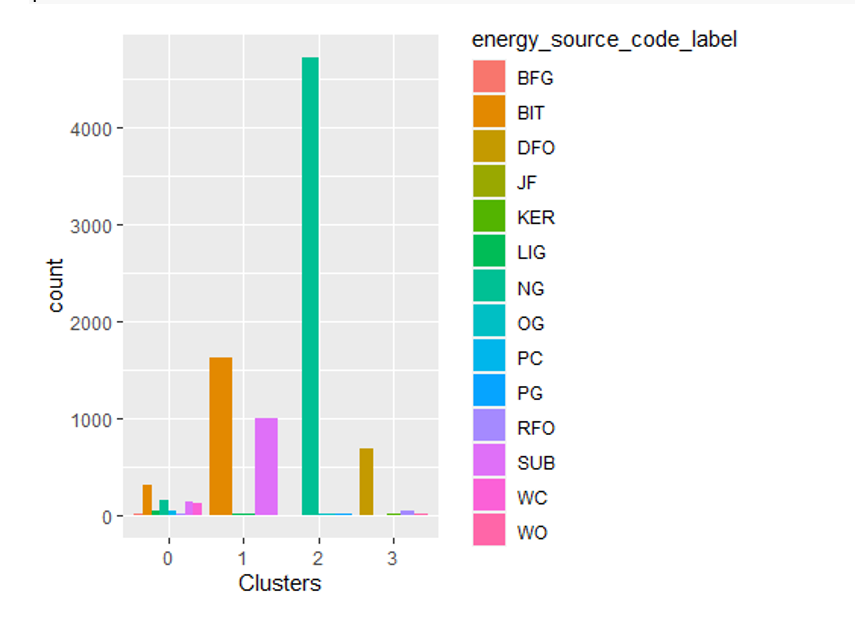 energy_source_code_label
BFG
BIT
DFO
JF
KER
LIG
NG
OG
PC
PG
RFO
SUB
WC
WO
4000
3000
2000
1000
0
count
0 1 2 3
Clusters